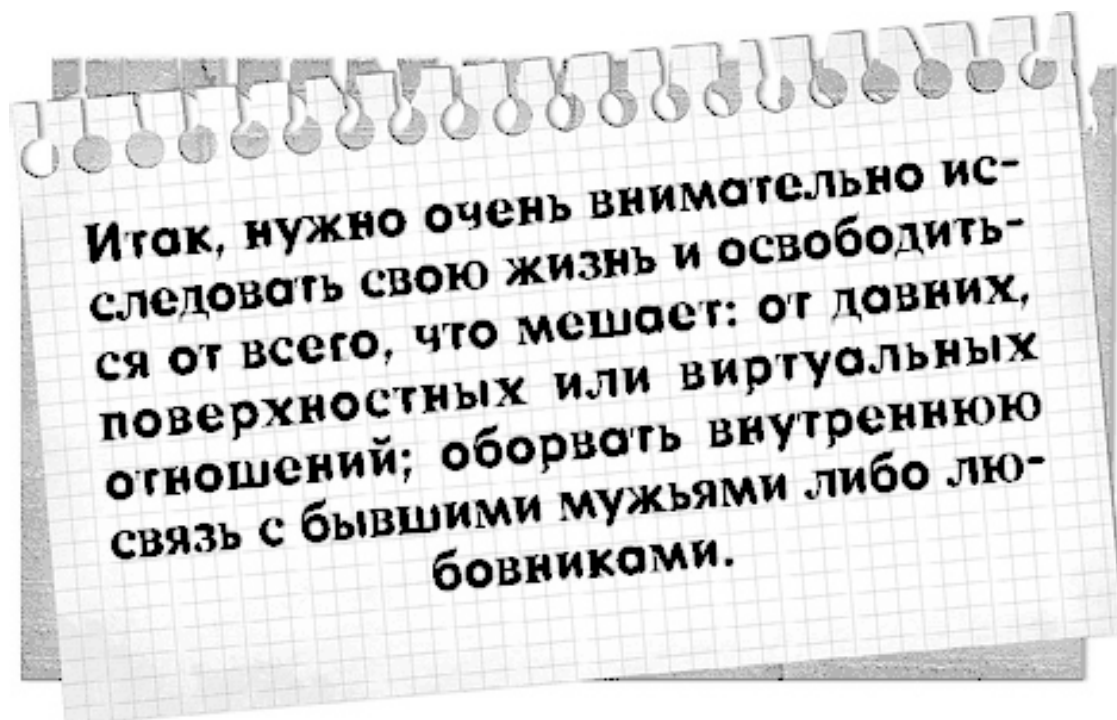 Итак, нужно очень внимательно ис-
следовать свою жизнь и освободить-
ся от всего, что мешает: от давних,
поверхностных или виртуальных
отношений; оборвать внутреннюю
связь с бывшими мужьями либо лю-
бовниками.